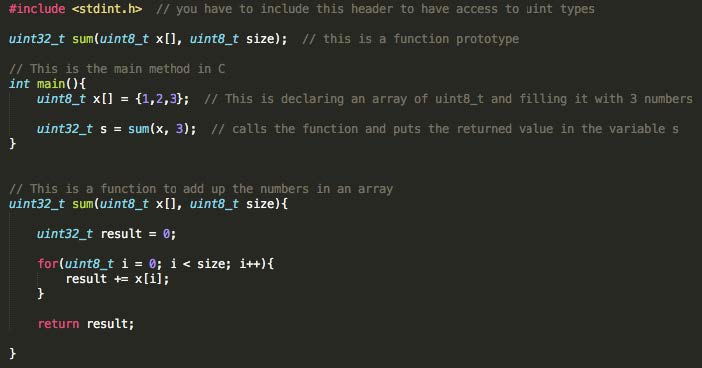 #include <stdint.h>  // you have to include this header to have access to uint types
uint32_t sum(uint8_t x[], uint8_t size);  // this is a function prototype
// This is the main method in C
int main(){
uint8_t x[] = {1,2,3};  // This is declaring an array of uint8_t and filling it with 3 numbers
uint32_t s = sum(x, 3);  // calls the function and puts the returned value in the variable s
}
// This is a function to add up the numbers in an array
uint32_t sum(uint8_t x[], uint8_t size){
uint32_t result = 0;
for(uint8_t i = 0; i < size; i++){
result += x[i];
}
return result;
}